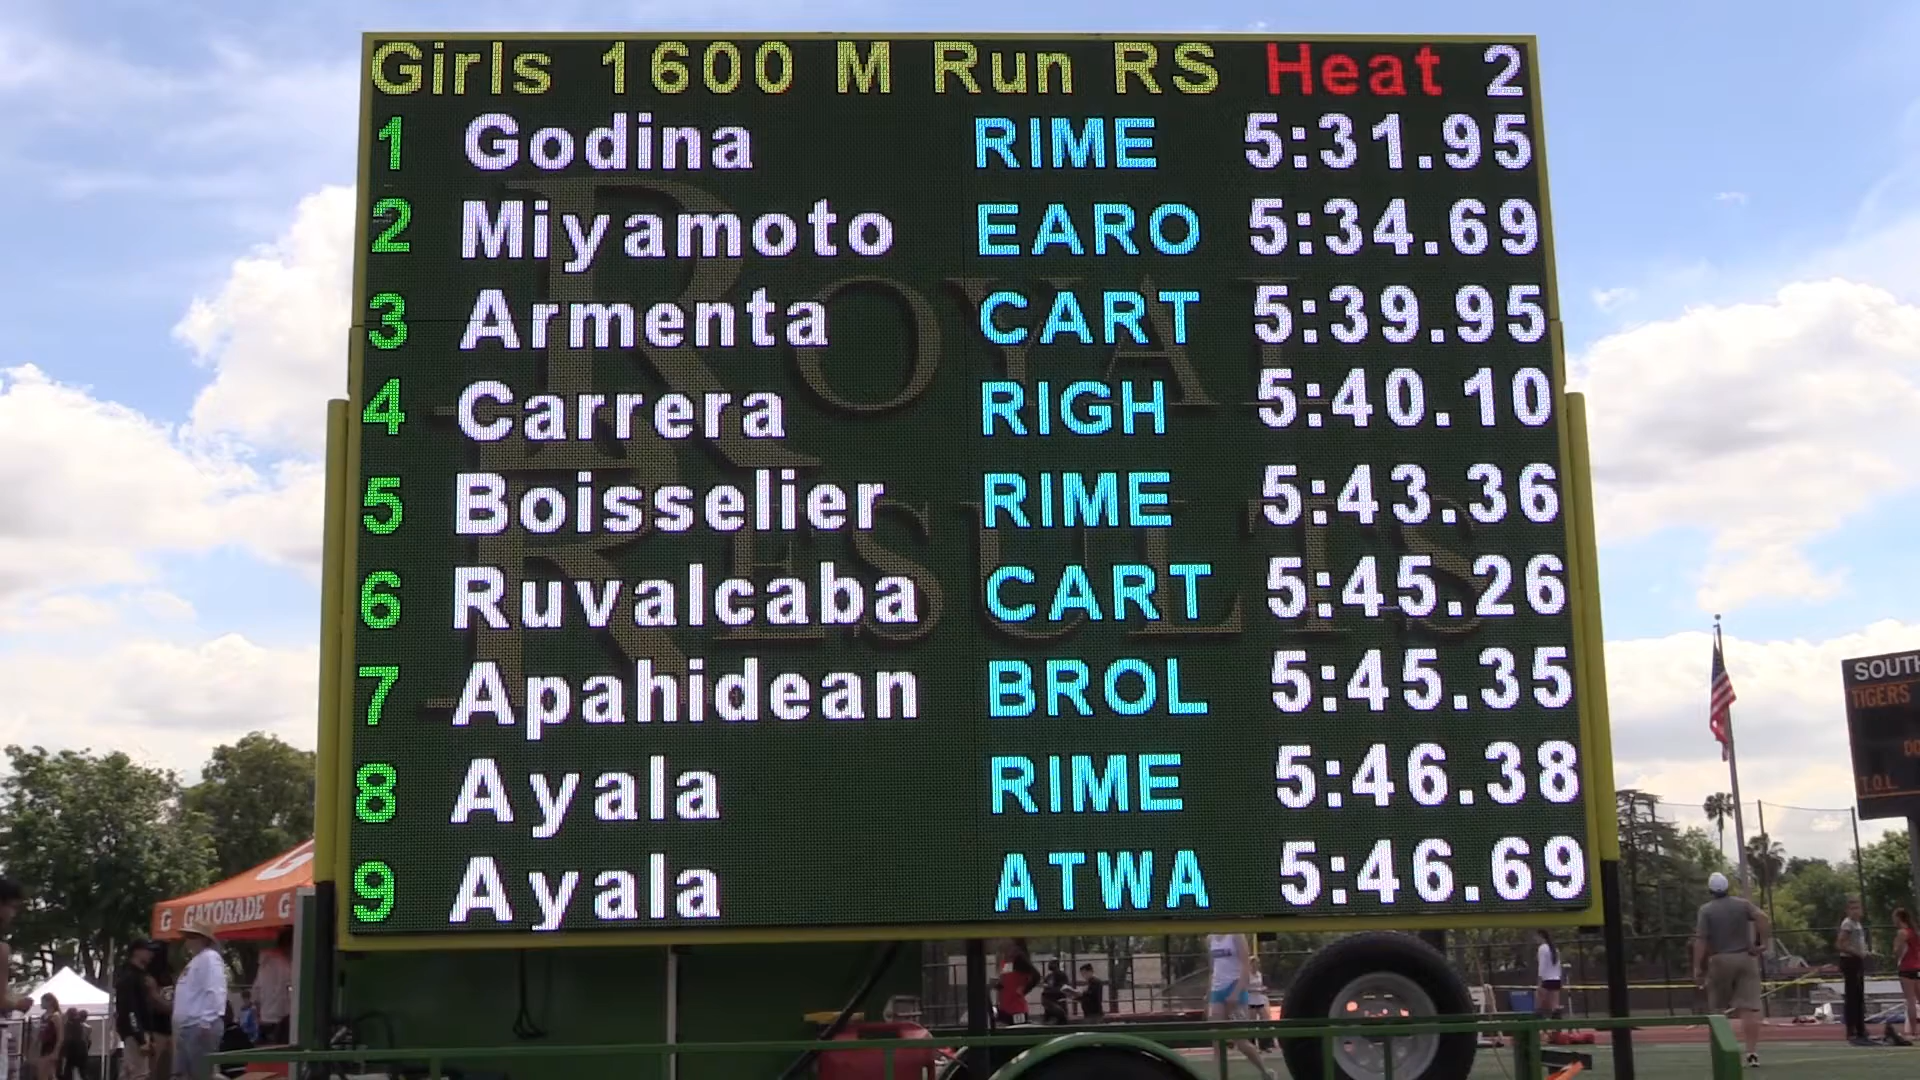 Girls 1600 M Run RS Heat 2
1 Godina RIME 5:31.95
2 Miyamoto EARO 5:34.69
3 Armenta CART 5:39.95
4 Carrera RIGH 5:40.10
5 Boisselier RIME 5:43.36
6 Ruvalcaba CART 5:45.26
7 Apahidean BROL 5:45.35
8 Ayala RIME 5:46.38
9 Ayala ATWA 5:46.69
ROYAL
RESULTS
SOUTH
TIGERS
T.O.L.
G GATORADE G